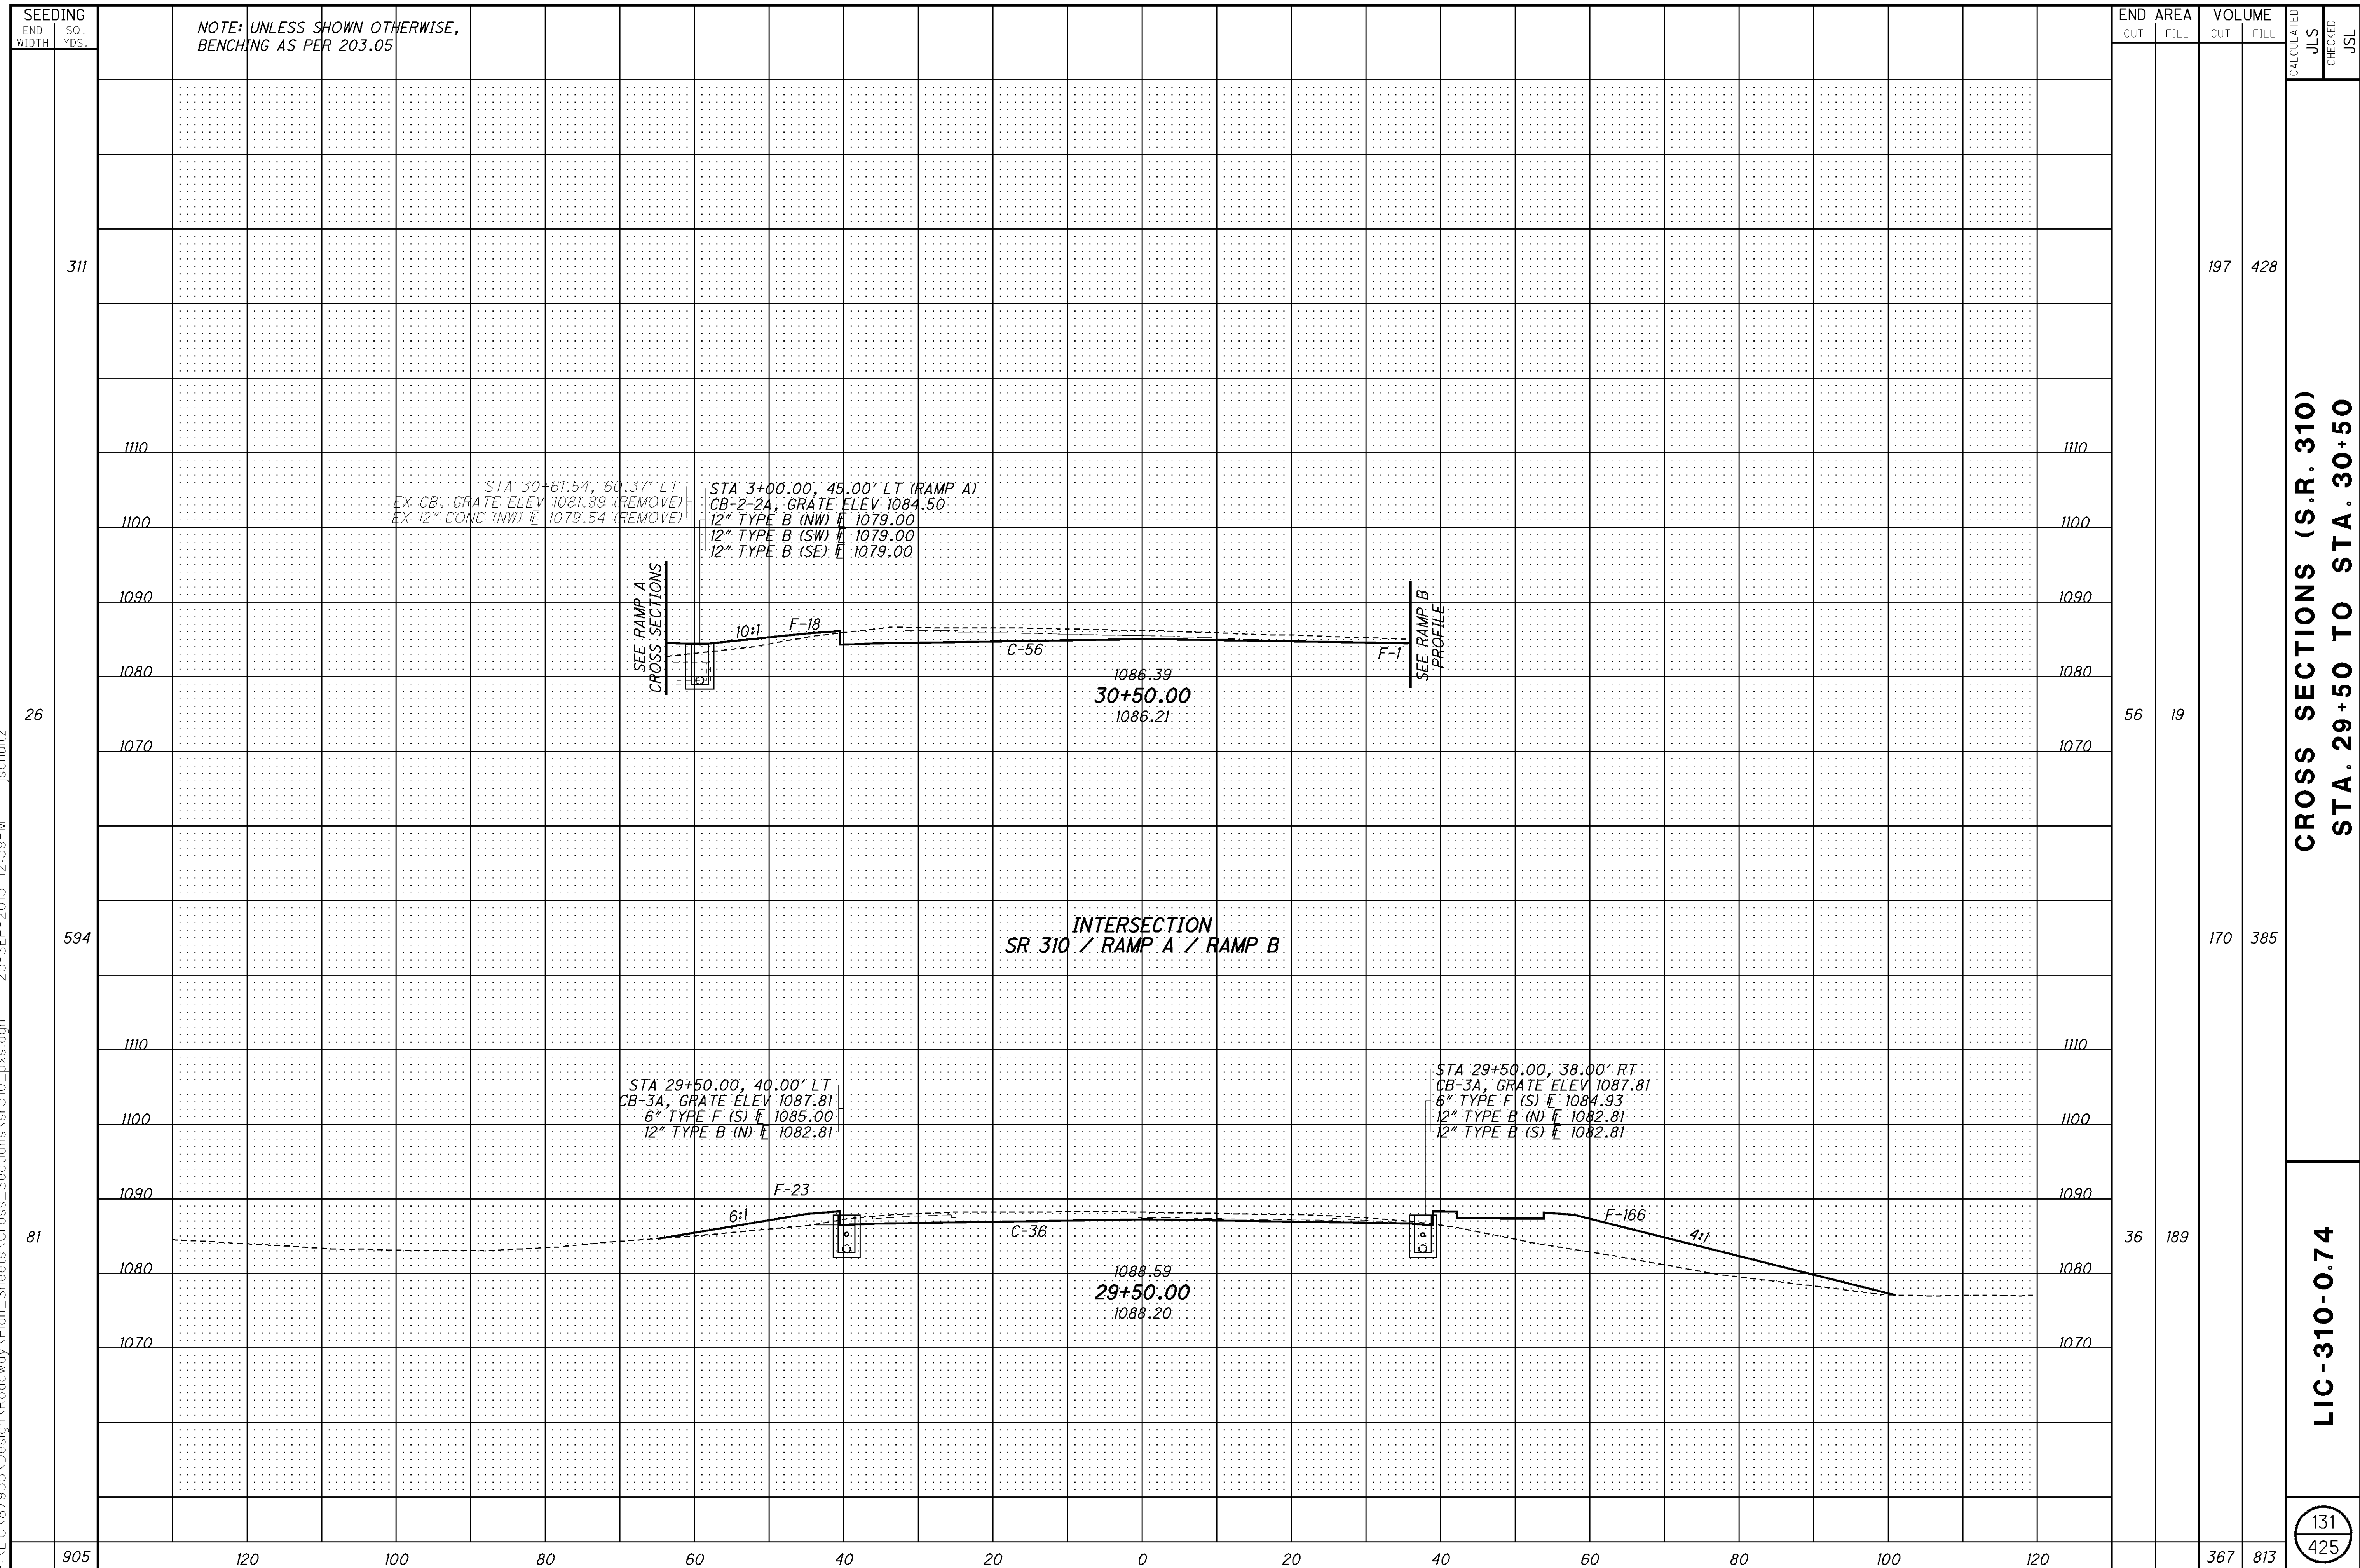 SEEDING
END WIDTH
SQ. YDS.
NOTE: UNLESS SHOWN OTHERWISE,
BENCHING AS PER 203.05
END AREA
VOLUME
CUT
FILL
CUT
FILL
CALCULATED
JLS
CHECKED
JSL
311
197
428
1110
1110
STA 30+61.54, 60.37' LT
EX CB, GRATE ELEV 1081.89 (REMOVE)
EX 12" CONC (NW) 1079.54 (REMOVE)
STA 3+00.00, 45.00' LT (RAMP A)
CB-2-2A, GRATE ELEV 1084.50
12" TYPE B (NW) 1079.00
12" TYPE B (SW) 1079.00
12" TYPE B (SE) 1079.00
1100
1100
1090
1090
SEE RAMP A
CROSS SECTIONS
10:1
F-18
C-56
F-1
SEE RAMP B
PROFILE
1080
1080
1086.39
30+50.00
1086.21
26
56
19
1070
1070
INTERSECTION
SR 310 / RAMP A / RAMP B
594
170
385
1110
1110
STA 29+50.00, 40.00' LT
CB-3A, GRATE ELEV 1087.81
6" TYPE F (S) 1085.00
12" TYPE B (N) 1082.81
STA 29+50.00, 38.00' RT
CB-3A, GRATE ELEV 1087.81
6" TYPE F (S) 1084.93
12" TYPE B (N) 1082.81
12" TYPE B (S) 1082.81
1100
1100
1090
1090
F-23
6:1
C-36
F-166
4:1
81
36
189
1080
1080
1088.59
29+50.00
1088.20
1070
1070
905
120 100 80 60 40 20 0 20 40 60 80 100 120
367
813
CROSS SECTIONS (S.R. 310)
STA. 29+50 TO STA. 30+50
LIC-310-0.74
131
425
23-SEP-2015 12:39PM jschultz